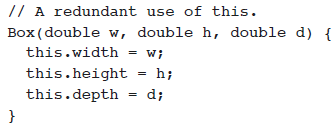 // A redundant use of this.
Box(double w, double h, double d) {
  this.width = w;
  this.height = h;
  this.depth = d;
}